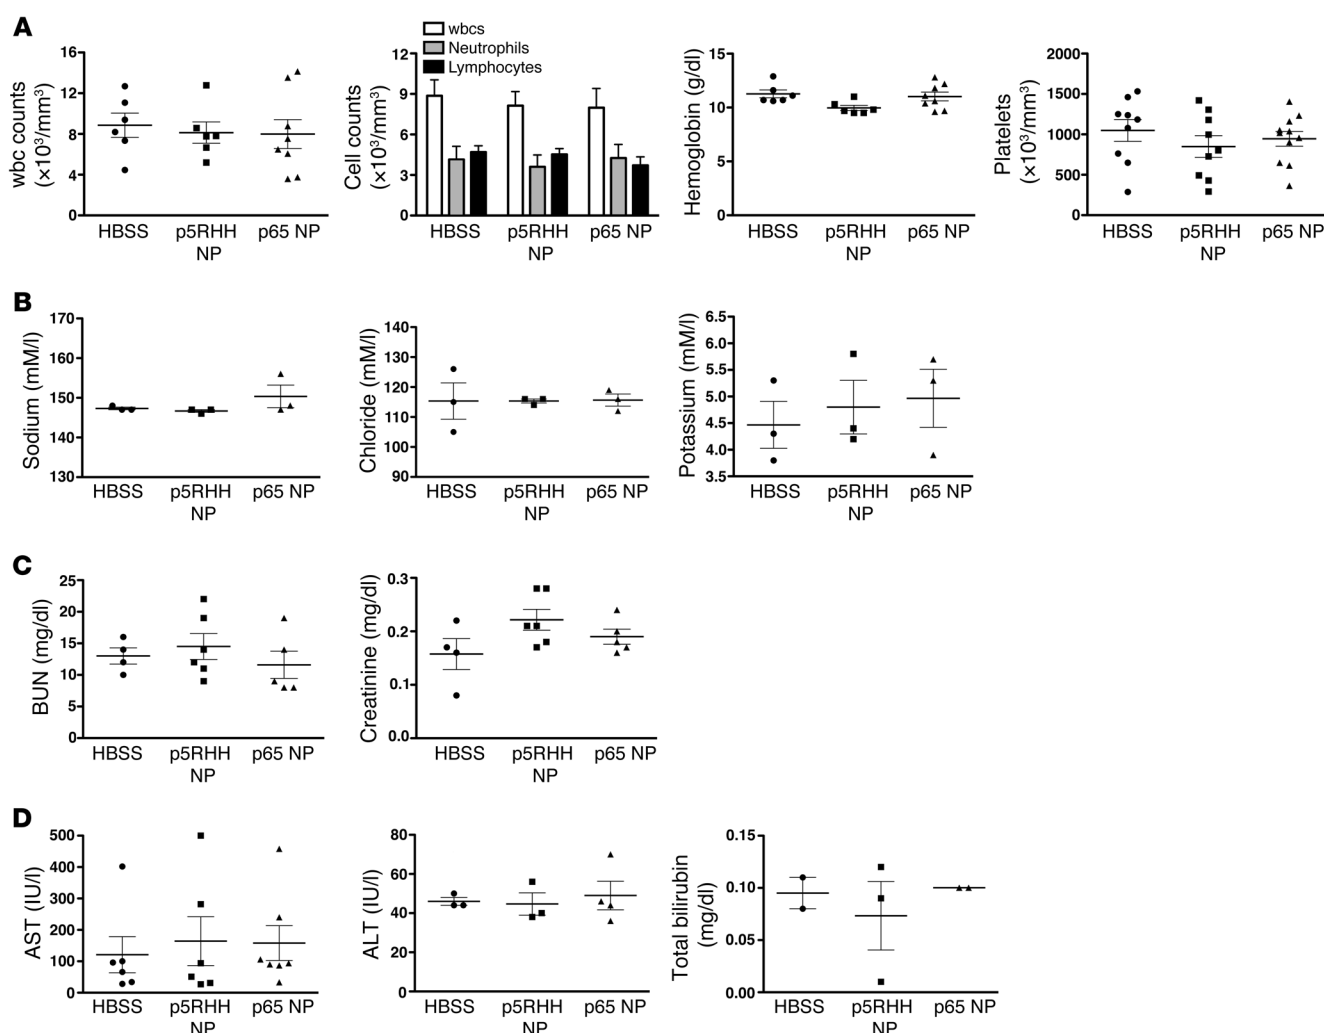 A
wbc counts
(×10³/mm³)
16
12
8
4
0
HBSS
p5RHH
NP
p65 NP
wbcs
Neutrophils
Lymphocytes
Cell counts
(×10³/mm³)
12
9
6
3
0
HBSS
p5RHH
NP
p65 NP
Hemoglobin (g/dl)
15
10
5
0
HBSS
p5RHH
NP
p65 NP
Platelets
(×10³/mm³)
2000
1500
1000
500
0
HBSS
p5RHH
NP
p65 NP
B
Sodium (mM/l)
170
160
150
140
130
HBSS
p5RHH
NP
p65 NP
Chloride (mM/l)
140
130
120
110
100
90
HBSS
p5RHH
NP
p65 NP
Potassium (mM/l)
6.5
6.0
5.5
5.0
4.5
4.0
3.5
HBSS
p5RHH
NP
p65 NP
C
BUN (mg/dl)
25
20
15
10
5
0
HBSS
p5RHH
NP
p65 NP
Creatinine (mg/dl)
0.3
0.2
0.1
0.0
HBSS
p5RHH
NP
p65 NP
D
AST (IU/l)
500
400
300
200
100
0
HBSS
p5RHH
NP
p65 NP
ALT (IU/l)
80
60
40
20
0
HBSS
p5RHH
NP
p65 NP
Total bilirubin
(mg/dl)
0.15
0.10
0.05
0.00
HBSS
p5RHH
NP
p65 NP